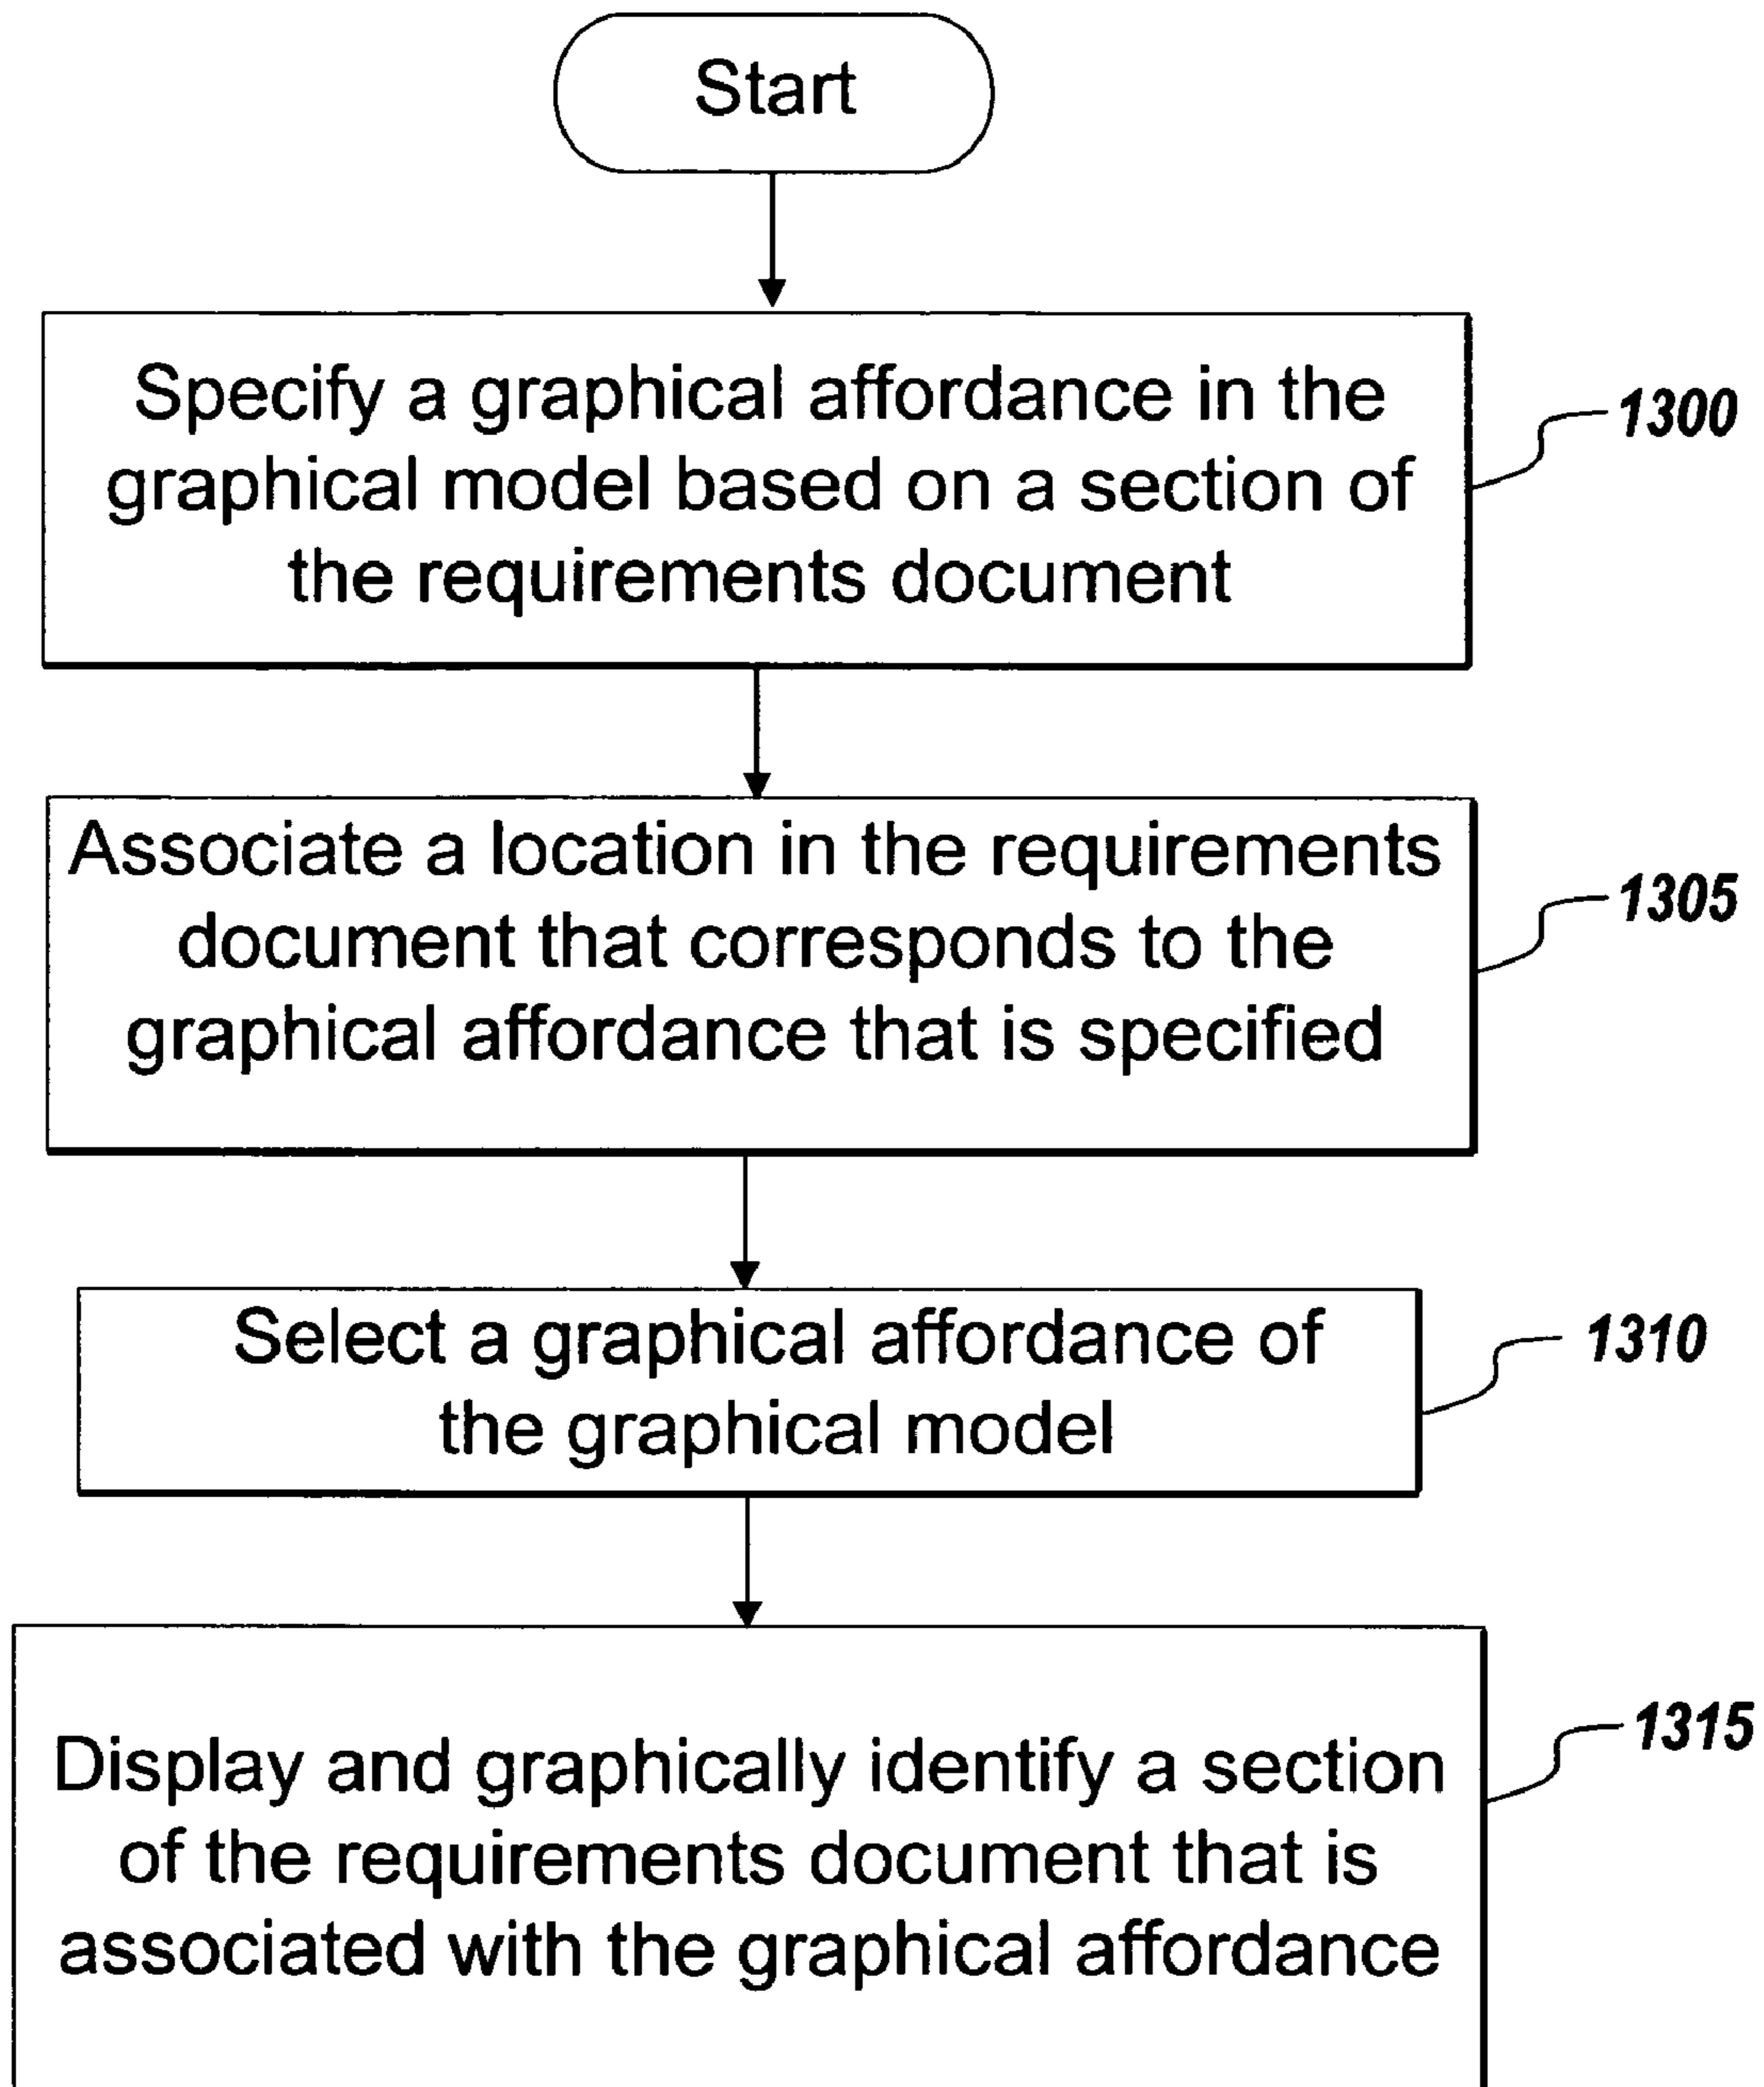 Start
Specify a graphical affordance in the
graphical model based on a section of
the requirements document
1300
Associate a location in the requirements
document that corresponds to the
graphical affordance that is specified
1305
Select a graphical affordance of
the graphical model
1310
Display and graphically identify a section
of the requirements document that is
associated with the graphical affordance
1315